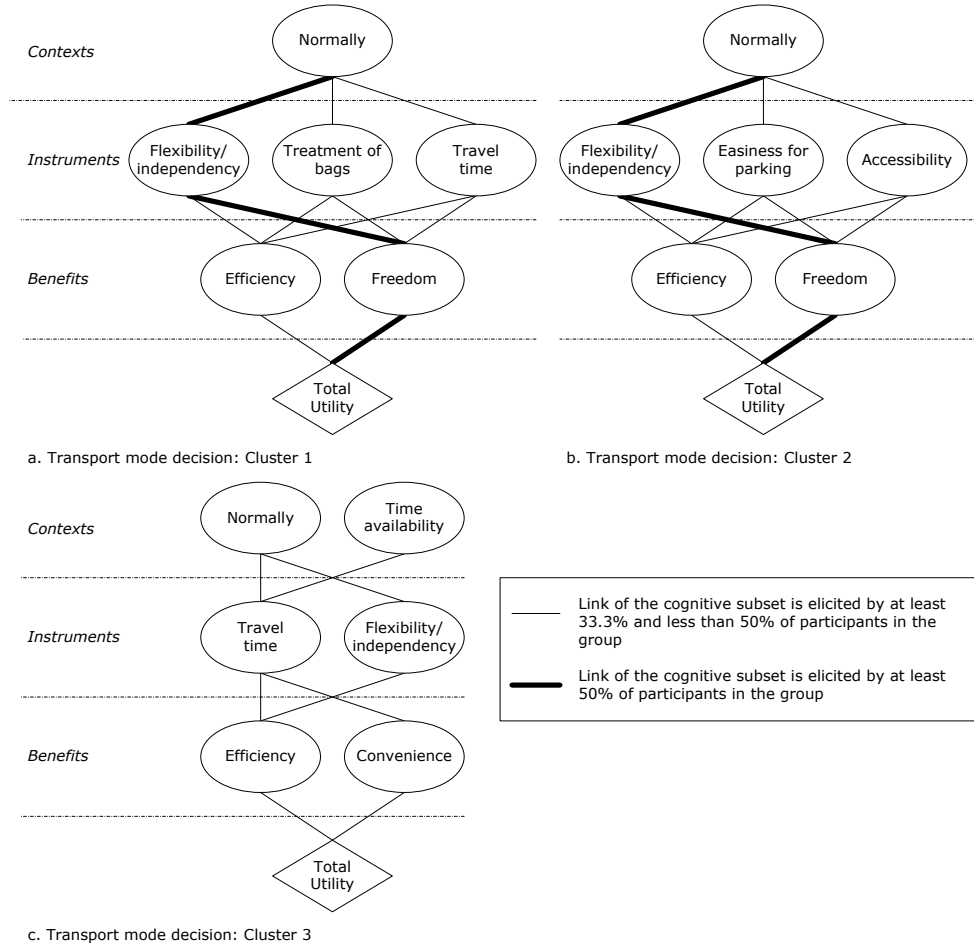 Contexts
Normally
Instruments
Flexibility/
independency
Treatment of
bags
Travel
time
Benefits
Efficiency
Freedom
Total
Utility
a. Transport mode decision: Cluster 1
Normally
Flexibility/
independency
Easiness for
parking
Accessibility
Efficiency
Freedom
Total
Utility
b. Transport mode decision: Cluster 2
Contexts
Normally
Time
availability
Instruments
Travel
time
Flexibility/
independency
Benefits
Efficiency
Convenience
Total
Utility
c. Transport mode decision: Cluster 3
Link of the cognitive subset is elicited by at least
33.3% and less than 50% of participants in the
group
Link of the cognitive subset is elicited by at least
50% of participants in the group